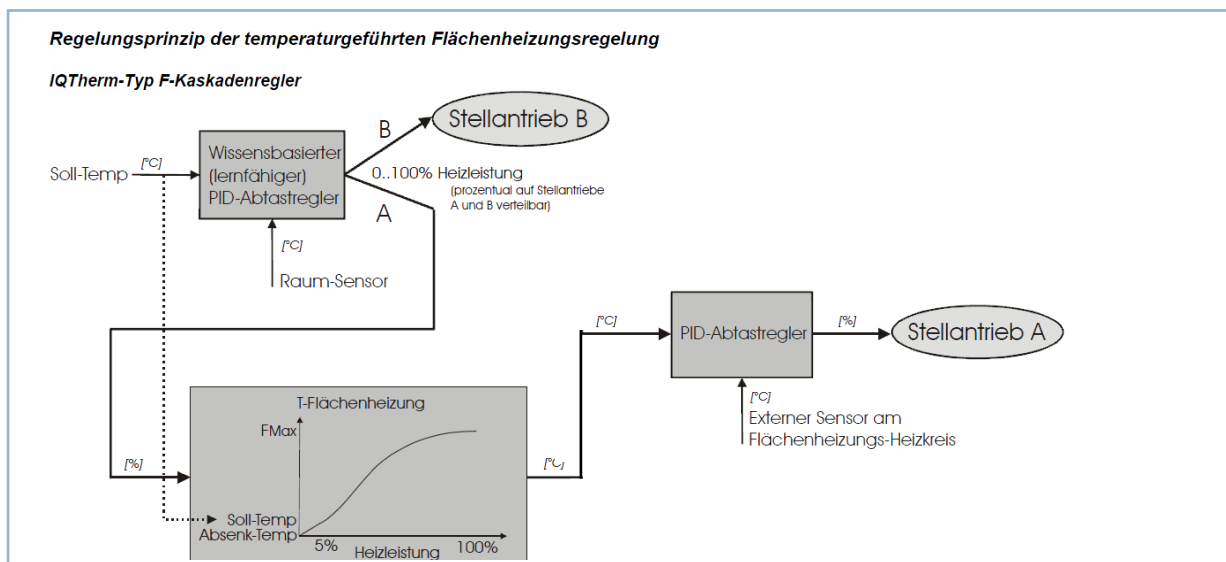 Regelungsprinzip der temperaturgeführten Flächenheizungsregelung
IQTherm-Typ F-Kaskadenregler
Stellantrieb B
B
Soll-Temp
[°C]
Wissensbasierter
(lernfähiger)
PID-Abtastregler
0..100% Heizleistung
(prozentual auf Stellantriebe
A und B verteilbar)
A
[°C]
Raum-Sensor
[°C]
PID-Abtastregler
[%]
Stellantrieb A
[°C]
Externer Sensor am
Flächenheizungs-Heizkreis
T-Flächenheizung
FMax
[%]
[°C]
Soll-Temp
Absenk-Temp
5%
Heizleistung
100%